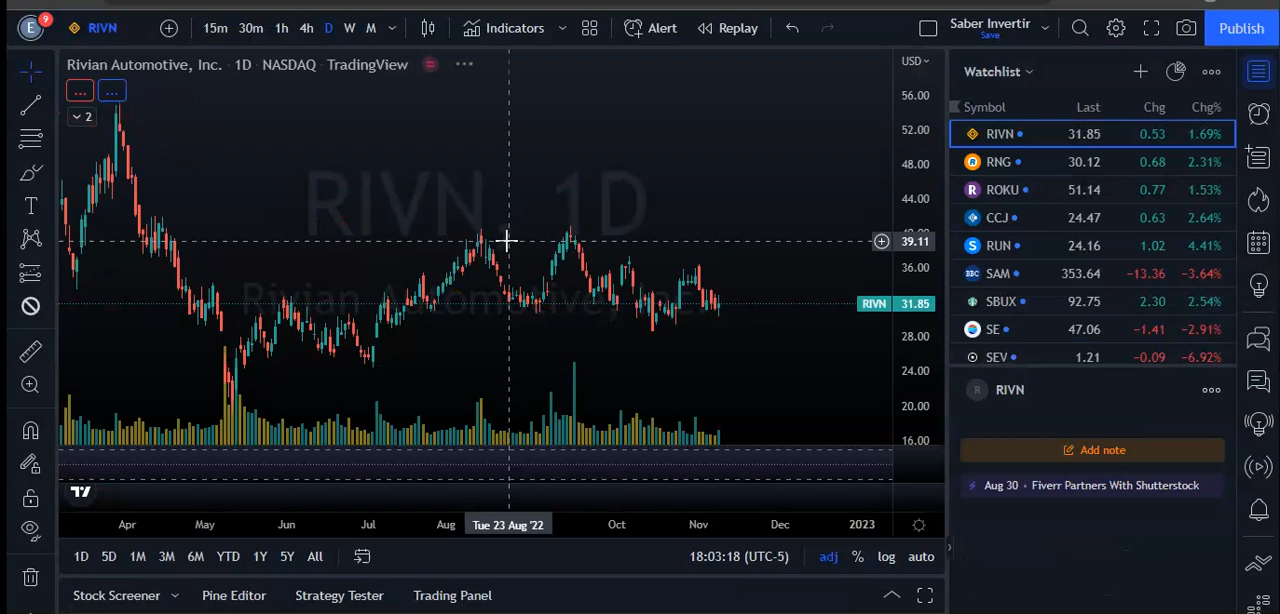 E 9 RIVN 15m 30m 1h 4h D W M Indicators Alert Replay Saber Invertir Save Publish
Rivian Automotive, Inc. · 1D · NASDAQ · TradingView
... ...
2
RIVN, 1D
Rivian Automotive, Inc.
USD
56.00
52.00
48.00
44.00
39.11
36.00
RIVN 31.85
28.00
24.00
20.00
16.00
Apr May Jun Jul Aug Tue 23 Aug '22 Oct Nov Dec 2023
1D 5D 1M 3M 6M YTD 1Y 5Y All 18:03:18 (UTC-5) adj % log auto
Stock Screener Pine Editor Strategy Tester Trading Panel
Watchlist
Symbol Last Chg Chg%
RIVN 31.85 0.53 1.69%
RNG 30.12 0.68 2.31%
ROKU 51.14 0.77 1.53%
CCJ 24.47 0.63 2.64%
RUN 24.16 1.02 4.41%
SAM 353.64 −13.36 −3.64%
SBUX 92.75 2.30 2.54%
SE 47.06 −1.41 −2.91%
SEV 1.21 −0.09 −6.92%
R RIVN
Add note
Aug 30 · Fiverr Partners With Shutterstock